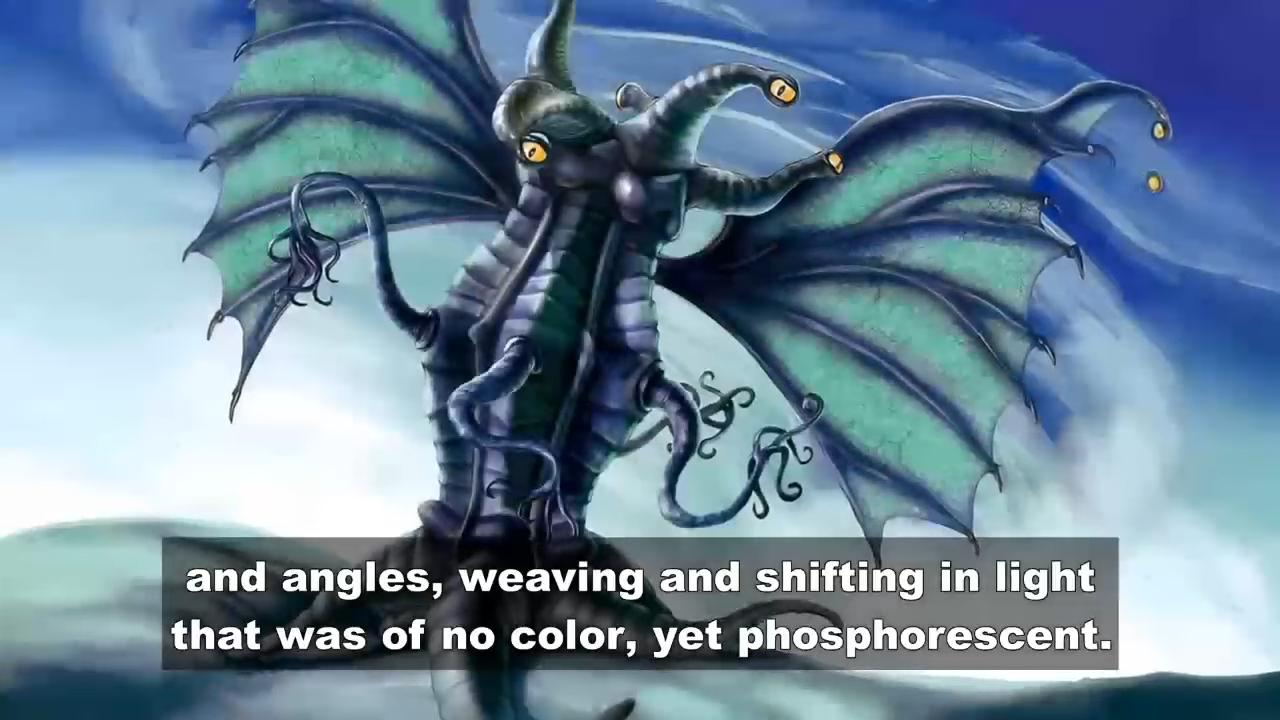 and angles, weaving and shifting in light
that was of no color, yet phosphorescent.